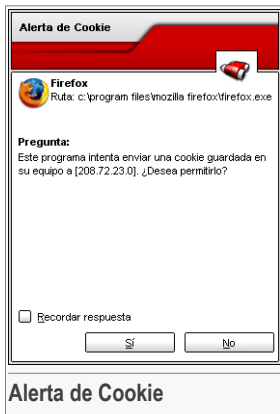 Alerta de Cookie
Firefox
Ruta: c:\program files\mozilla firefox\firefox.exe
Pregunta:
Este programa intenta enviar una cookie guardada en
su equipo a [208.72.23.0]. ¿Desea permitirlo?
Recordar respuesta
Sí
No
Alerta de Cookie